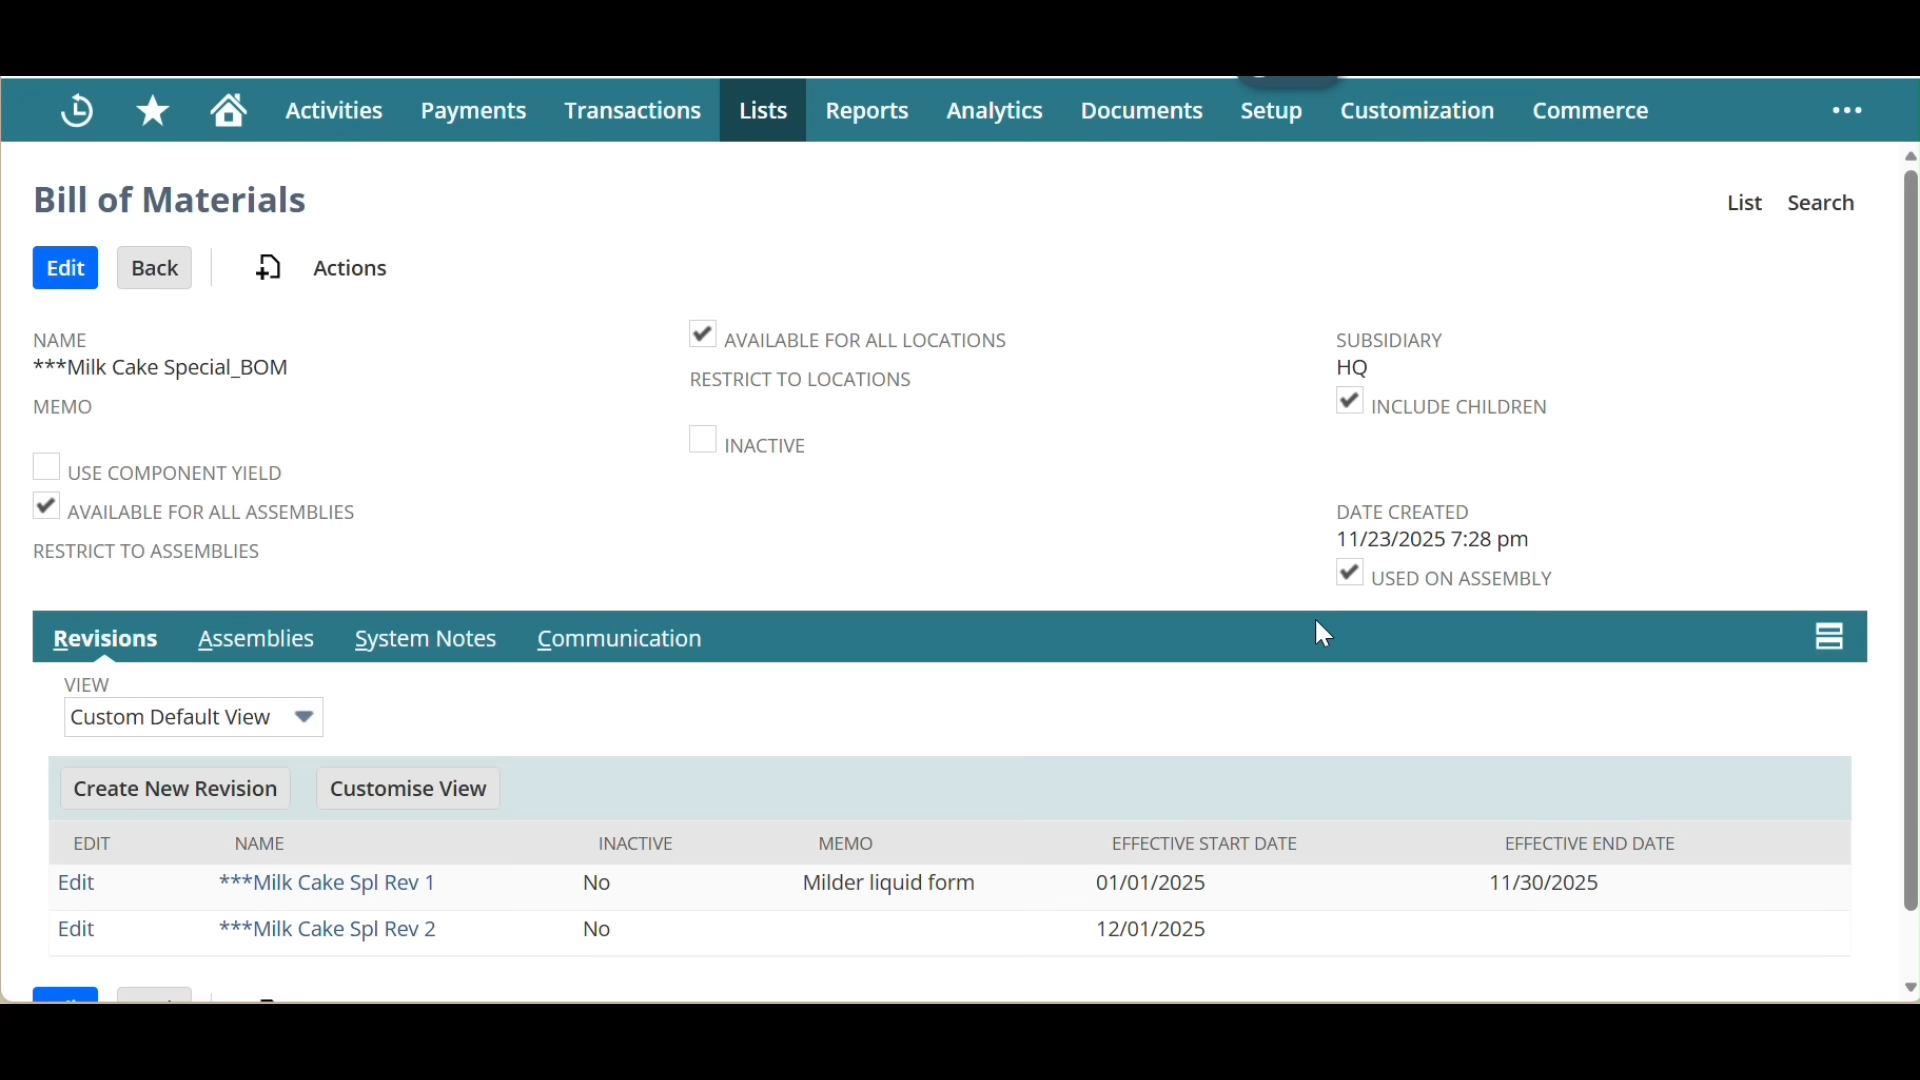 Activities Payments Transactions Lists Reports Analytics Documents Setup Customization Commerce
Bill of Materials
List Search
Edit Back Actions
NAME
***Milk Cake Special_BOM
MEMO
USE COMPONENT YIELD
AVAILABLE FOR ALL ASSEMBLIES
RESTRICT TO ASSEMBLIES
AVAILABLE FOR ALL LOCATIONS
RESTRICT TO LOCATIONS
INACTIVE
SUBSIDIARY
HQ
INCLUDE CHILDREN
DATE CREATED
11/23/2025 7:28 pm
USED ON ASSEMBLY
Revisions Assemblies System Notes Communication
VIEW
Custom Default View
Create New Revision Customise View
EDIT NAME INACTIVE MEMO EFFECTIVE START DATE EFFECTIVE END DATE
Edit ***Milk Cake Spl Rev 1 No Milder liquid form 01/01/2025 11/30/2025
Edit ***Milk Cake Spl Rev 2 No 12/01/2025